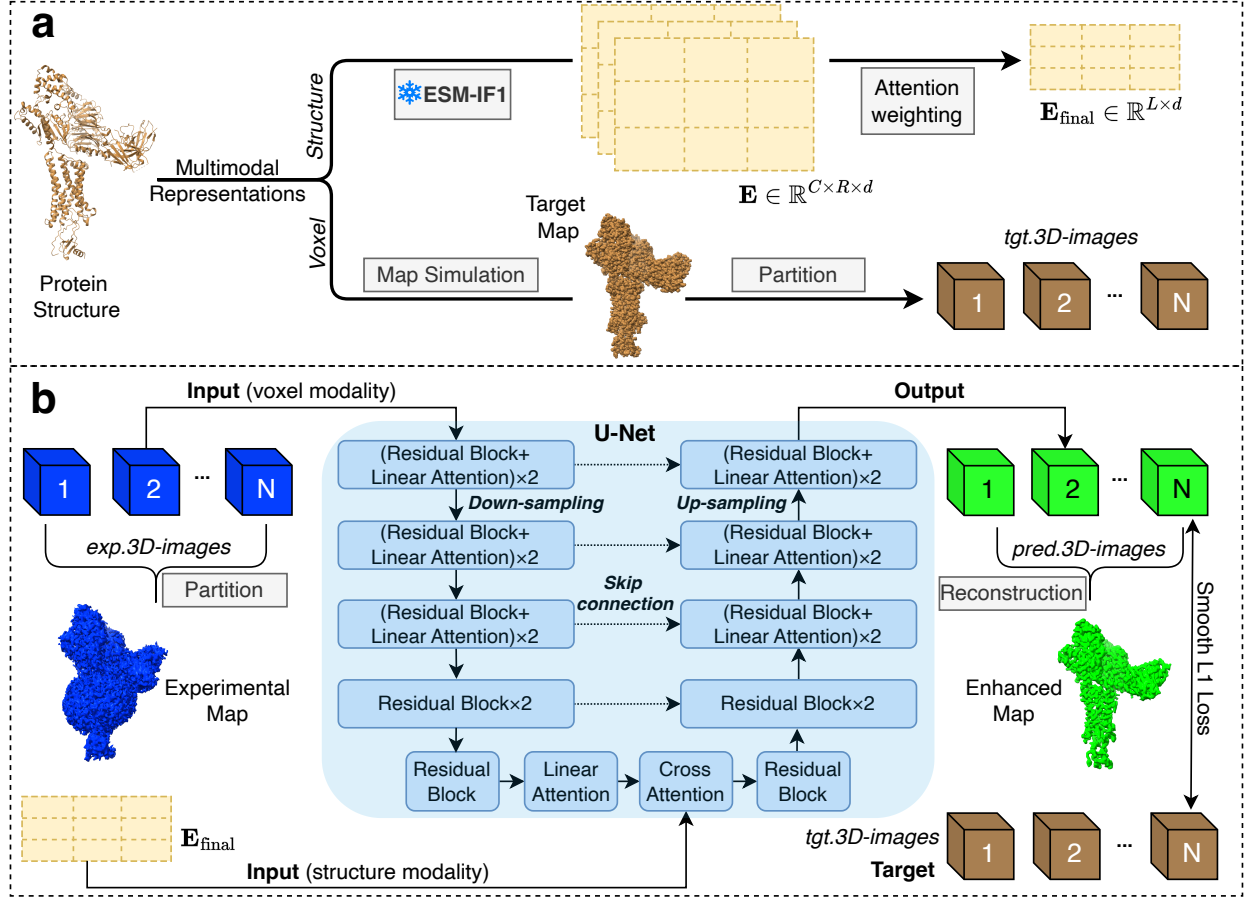 a
Structure
ESM-IF1
Attention
weighting
E_final ∈ ℝ^{L×d}
Multimodal
Representations
E ∈ ℝ^{C×R×d}
Voxel
Target
Map
tgt.3D-images
Map Simulation
Partition
Protein
Structure
1
2
...
N
b
Input (voxel modality)
Output
U-Net
1
2
...
N
(Residual Block+
Linear Attention)×2
(Residual Block+
Linear Attention)×2
1
2
...
N
Down-sampling
Up-sampling
exp.3D-images
(Residual Block+
Linear Attention)×2
(Residual Block+
Linear Attention)×2
pred.3D-images
Partition
Skip
connection
Reconstruction
(Residual Block+
Linear Attention)×2
(Residual Block+
Linear Attention)×2
Smooth L1 Loss
Experimental
Map
Residual Block×2
Residual Block×2
Enhanced
Map
Residual
Block
Linear
Attention
Cross
Attention
Residual
Block
E_final
Input (structure modality)
tgt.3D-images
Target
1
2
...
N